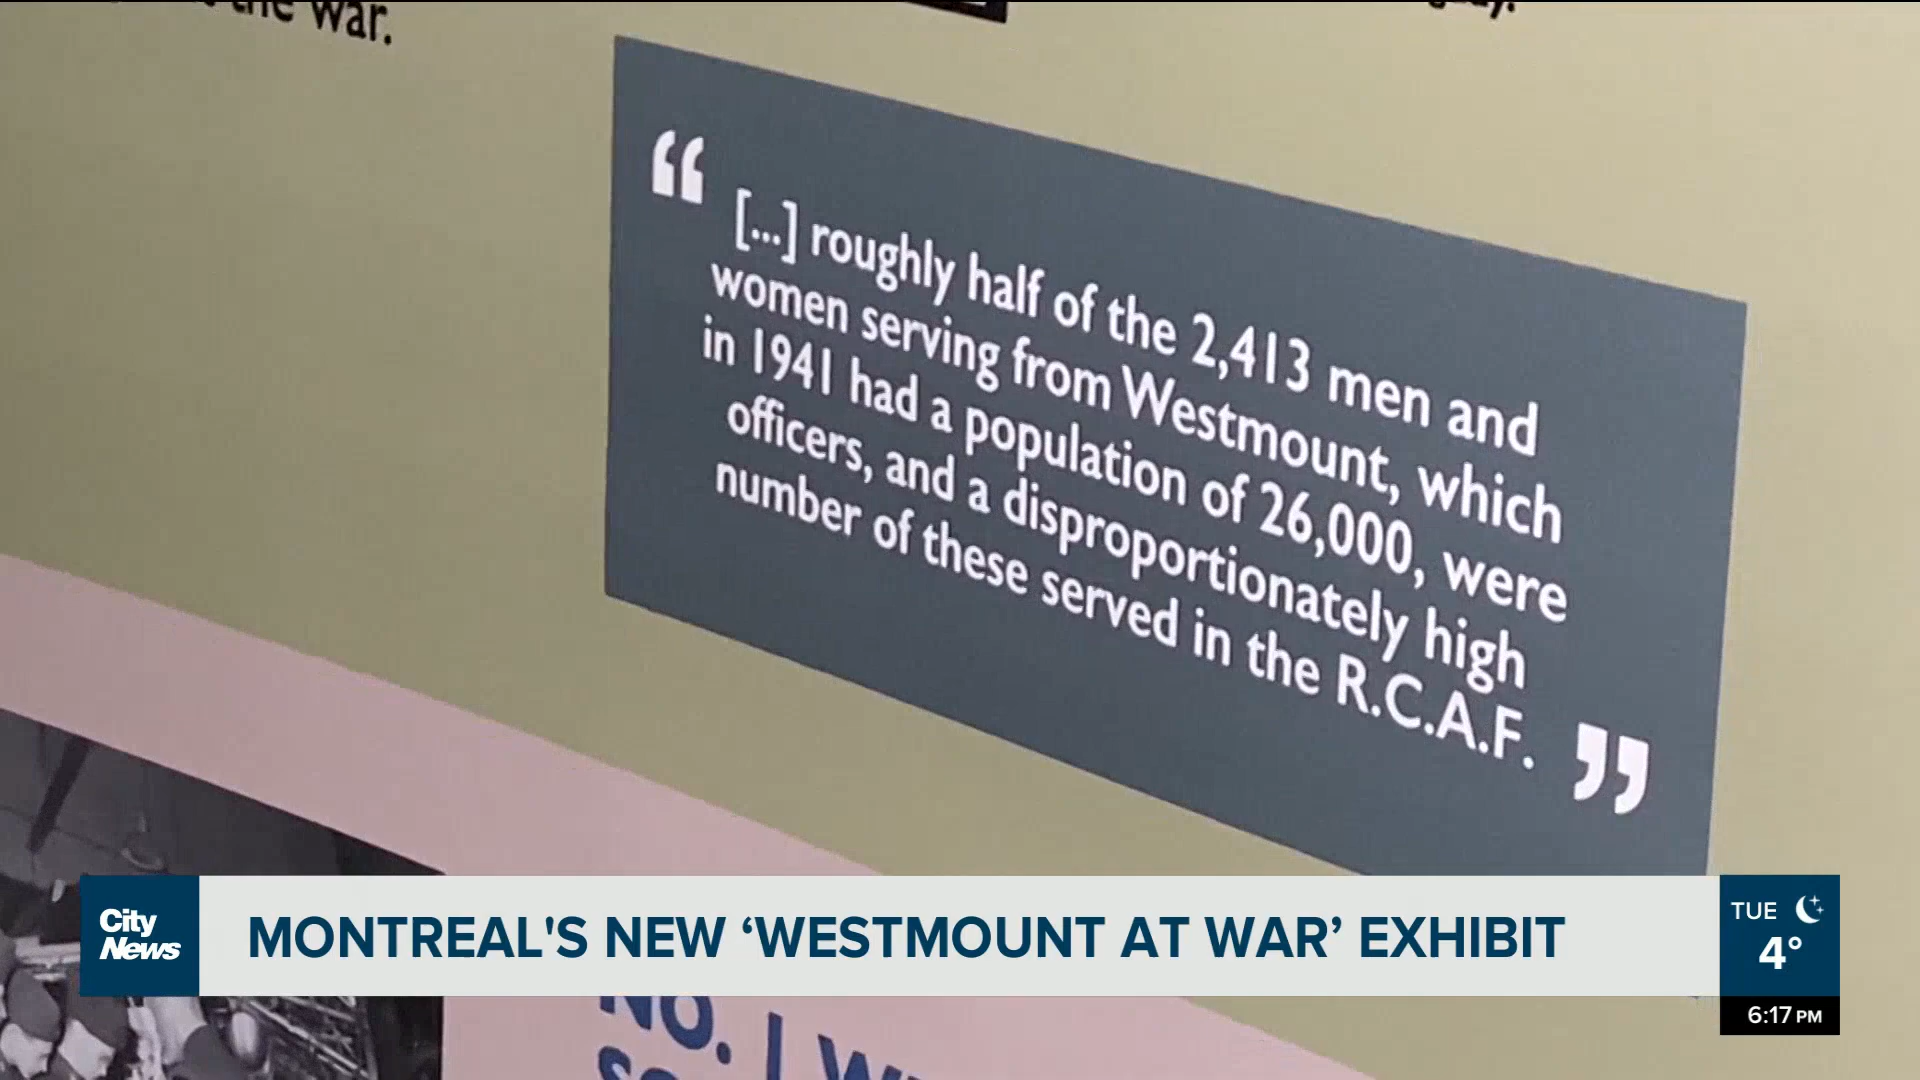 the war.
“ [...] roughly half of the 2,413 men and
women serving from Westmount, which
in 1941 had a population of 26,000, were
officers, and a disproportionately high
number of these served in the R.C.A.F. ”
City
News
MONTREAL'S NEW ‘WESTMOUNT AT WAR’ EXHIBIT
TUE
4°
6:17 PM
NO. I